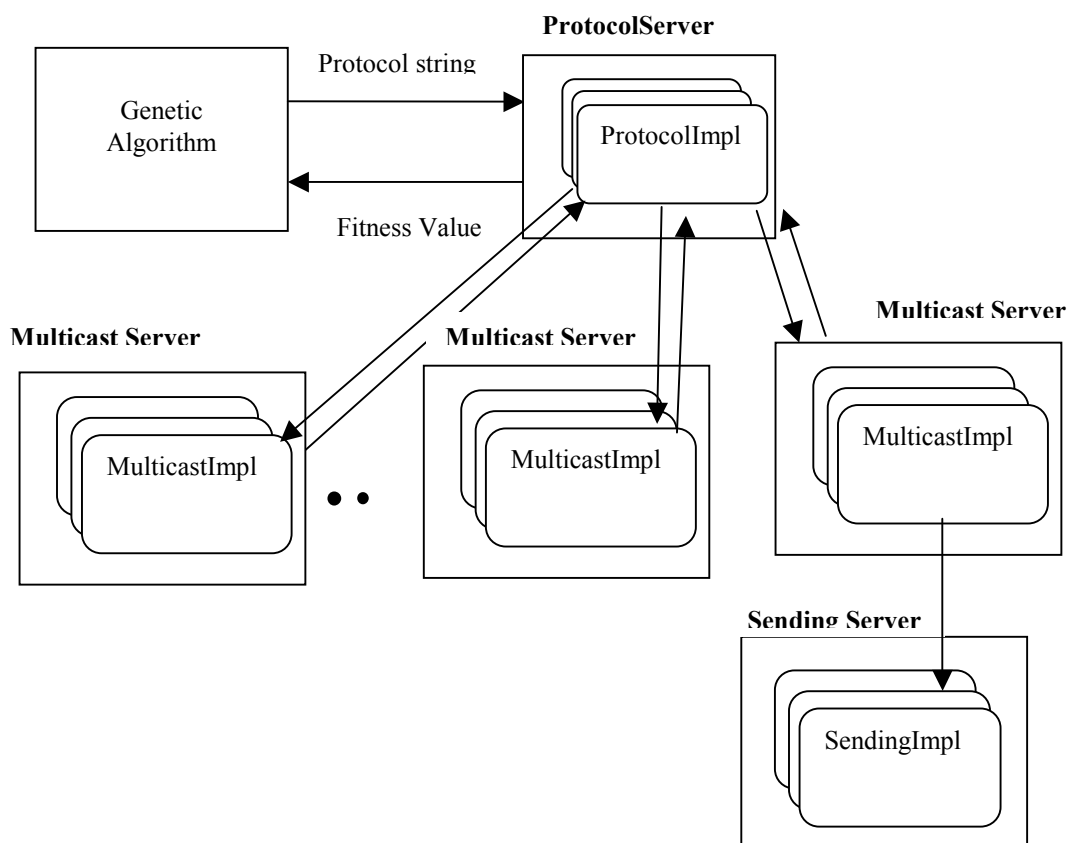 ProtocolServer
Protocol string
Genetic
Algorithm
ProtocolImpl
Fitness Value
Multicast Server
Multicast Server
Multicast Server
MulticastImpl
MulticastImpl
MulticastImpl
Sending Server
SendingImpl